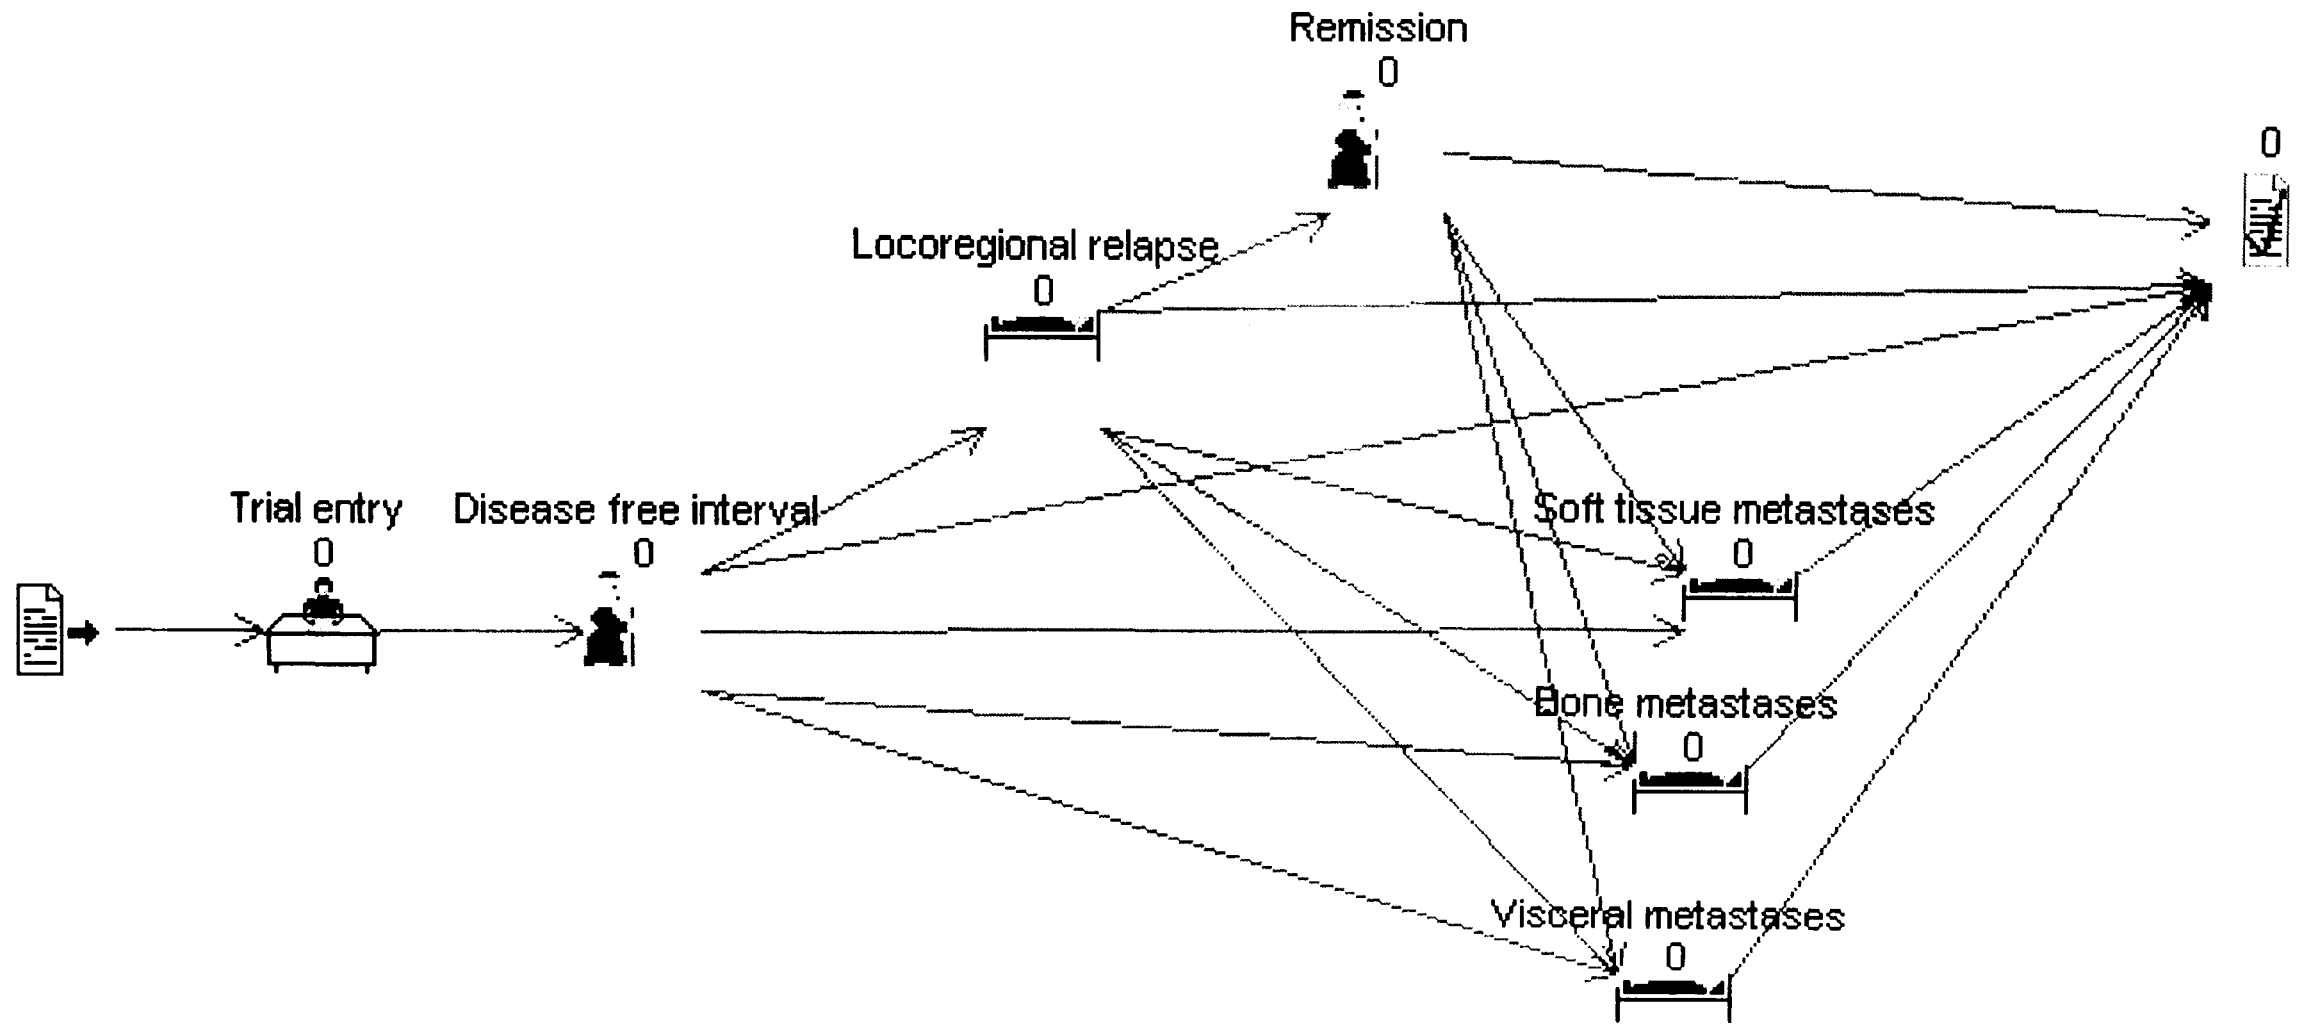 Remission
0
0
Locoregional relapse
0
Trial entry
0
Disease free interval
0
Soft tissue metastases
0
Bone metastases
0
Visceral metastases
0